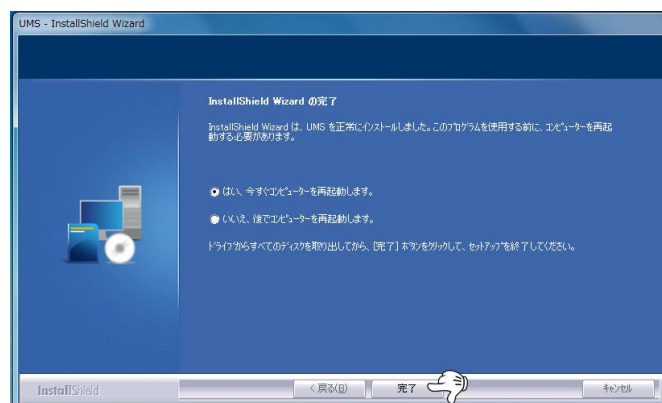 UMS - InstallShield Wizard
InstallShield Wizard の完了
InstallShield Wizard は、UMS を正常にインストールしました。このプログラムを使用する前に、コンピューターを再起
動する必要があります。
はい、今すぐコンピューターを再起動します。
いいえ、後でコンピューターを再起動します。
ドライブからすべてのディスクを取り出してから、[完了] ボタンをクリックして、セットアップを終了してください。
InstallShield
< 戻る(B)
完了
キャンセル